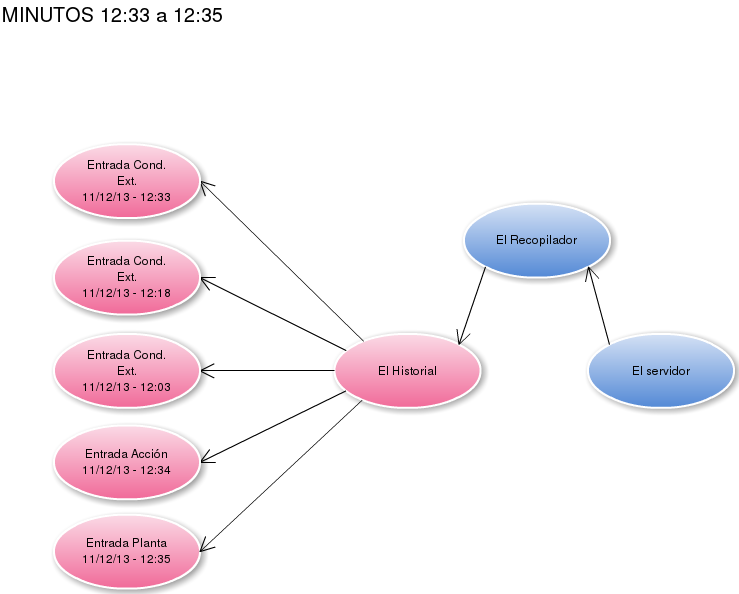 MINUTOS 12:33 a 12:35
Entrada Cond.
Ext.
11/12/13 - 12:33
El Recopilador
Entrada Cond.
Ext.
11/12/13 - 12:18
Entrada Cond.
Ext.
11/12/13 - 12:03
El Historial
El servidor
Entrada Acción
11/12/13 - 12:34
Entrada Planta
11/12/13 - 12:35